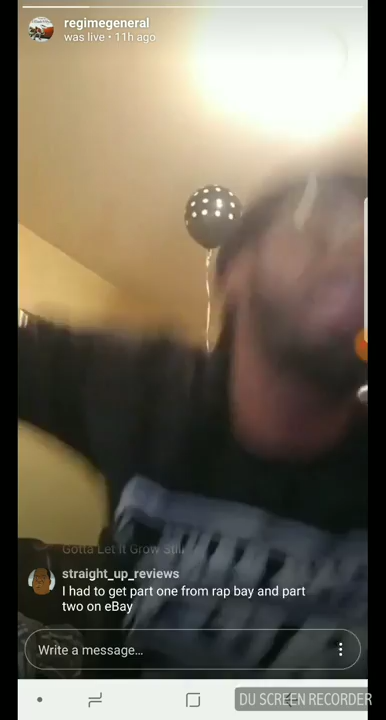 regimegeneral
was live • 11h ago
Gotta Let It Grow Still
straight_up_reviews
I had to get part one from rap bay and part
two on eBay
Write a message...
DU SCREEN RECORDER